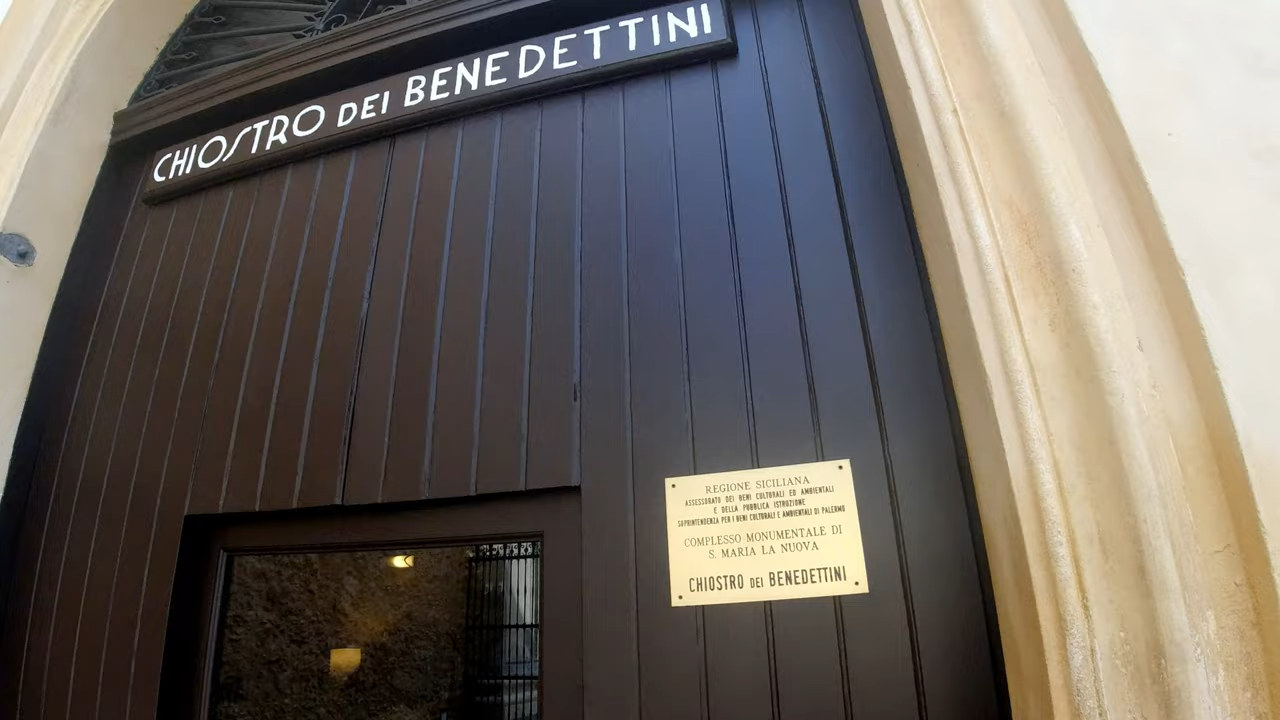 CHIOSTRO DEI BENEDETTINI
REGIONE SICILIANA
ASSESSORATO DEI BENI CULTURALI ED AMBIENTALI
E DELLA PUBBLICA ISTRUZIONE
SOPRINTENDENZA PER I BENI CULTURALI E AMBIENTALI DI PALERMO
COMPLESSO MONUMENTALE DI
S. MARIA LA NUOVA
CHIOSTRO DEI BENEDETTINI